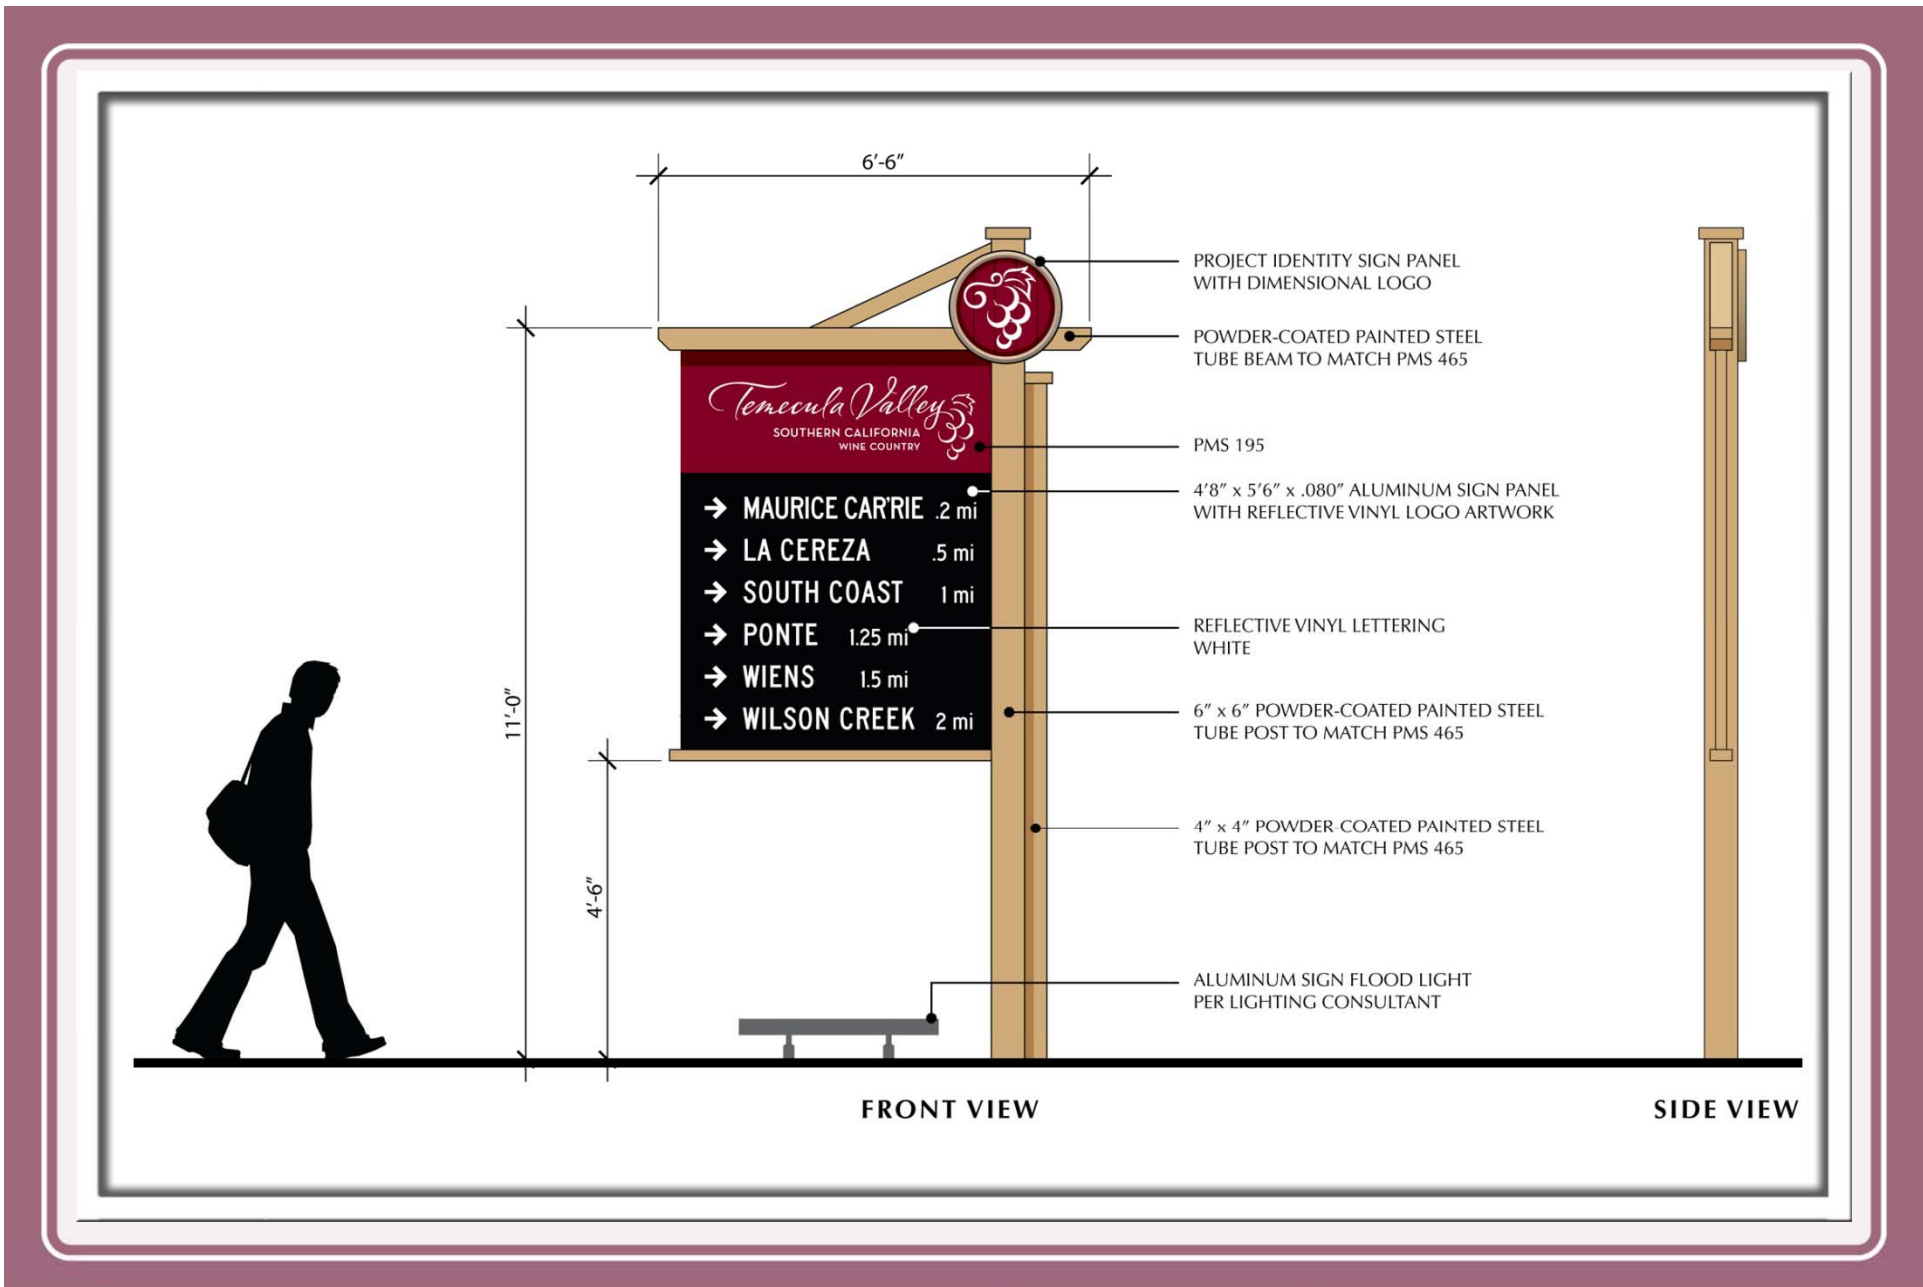 6'-6"
PROJECT IDENTITY SIGN PANEL
WITH DIMENSIONAL LOGO
POWDER-COATED PAINTED STEEL
TUBE BEAM TO MATCH PMS 465
Temecula Valley
SOUTHERN CALIFORNIA
WINE COUNTRY
PMS 195
4'8" x 5'6" x .080" ALUMINUM SIGN PANEL
WITH REFLECTIVE VINYL LOGO ARTWORK
→ MAURICE CAR'RIE .2 mi
→ LA CEREZA .5 mi
→ SOUTH COAST 1 mi
→ PONTE 1.25 mi
→ WIENS 1.5 mi
→ WILSON CREEK 2 mi
REFLECTIVE VINYL LETTERING
WHITE
11'-0"
6" x 6" POWDER-COATED PAINTED STEEL
TUBE POST TO MATCH PMS 465
4'-6"
4" x 4" POWDER-COATED PAINTED STEEL
TUBE POST TO MATCH PMS 465
ALUMINUM SIGN FLOOD LIGHT
PER LIGHTING CONSULTANT
FRONT VIEW
SIDE VIEW